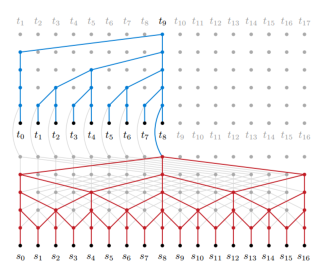 t₁ t₂ t₃ t₄ t₅ t₆ t₇ t₈ t₉ t₁₀ t₁₁ t₁₂ t₁₃ t₁₄ t₁₅ t₁₆ t₁₇
t₀ t₁ t₂ t₃ t₄ t₅ t₆ t₇ t₈ t₉ t₁₀ t₁₁ t₁₂ t₁₃ t₁₄ t₁₅ t₁₆
s₀ s₁ s₂ s₃ s₄ s₅ s₆ s₇ s₈ s₉ s₁₀ s₁₁ s₁₂ s₁₃ s₁₄ s₁₅ s₁₆